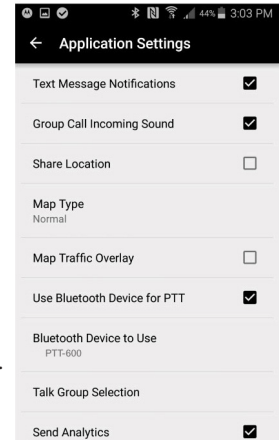 44% 3:03 PM
Application Settings
Text Message Notifications
Group Call Incoming Sound
Share Location
Map Type
Normal
Map Traffic Overlay
Use Bluetooth Device for PTT
Bluetooth Device to Use
PTT-600
Talk Group Selection
Send Analytics